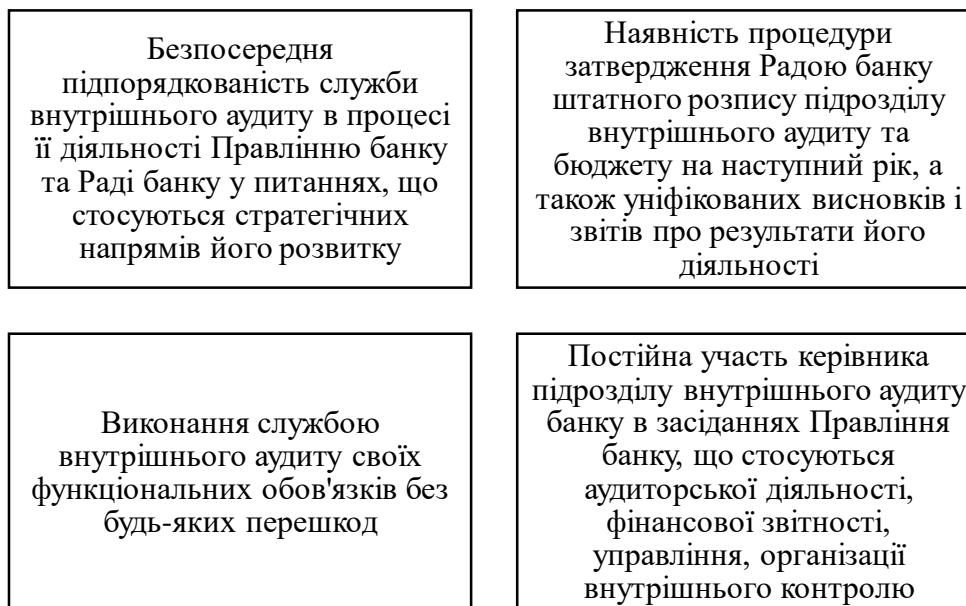 Безпосередня
підпорядкованість служби
внутрішнього аудиту в процесі
її діяльності Правлінню банку
та Раді банку у питаннях, що
стосуються стратегічних
напрямів його розвитку
Наявність процедури
затвердження Радою банку
штатного розпису підрозділу
внутрішнього аудиту та
бюджету на наступний рік, а
також уніфікованих висновків і
звітів про результати його
діяльності
Виконання службою
внутрішнього аудиту своїх
функціональних обов'язків без
будь-яких перешкод
Постійна участь керівника
підрозділу внутрішнього аудиту
банку в засіданнях Правління
банку, що стосуються
аудиторської діяльності,
фінансової звітності,
управління, організації
внутрішнього контролю